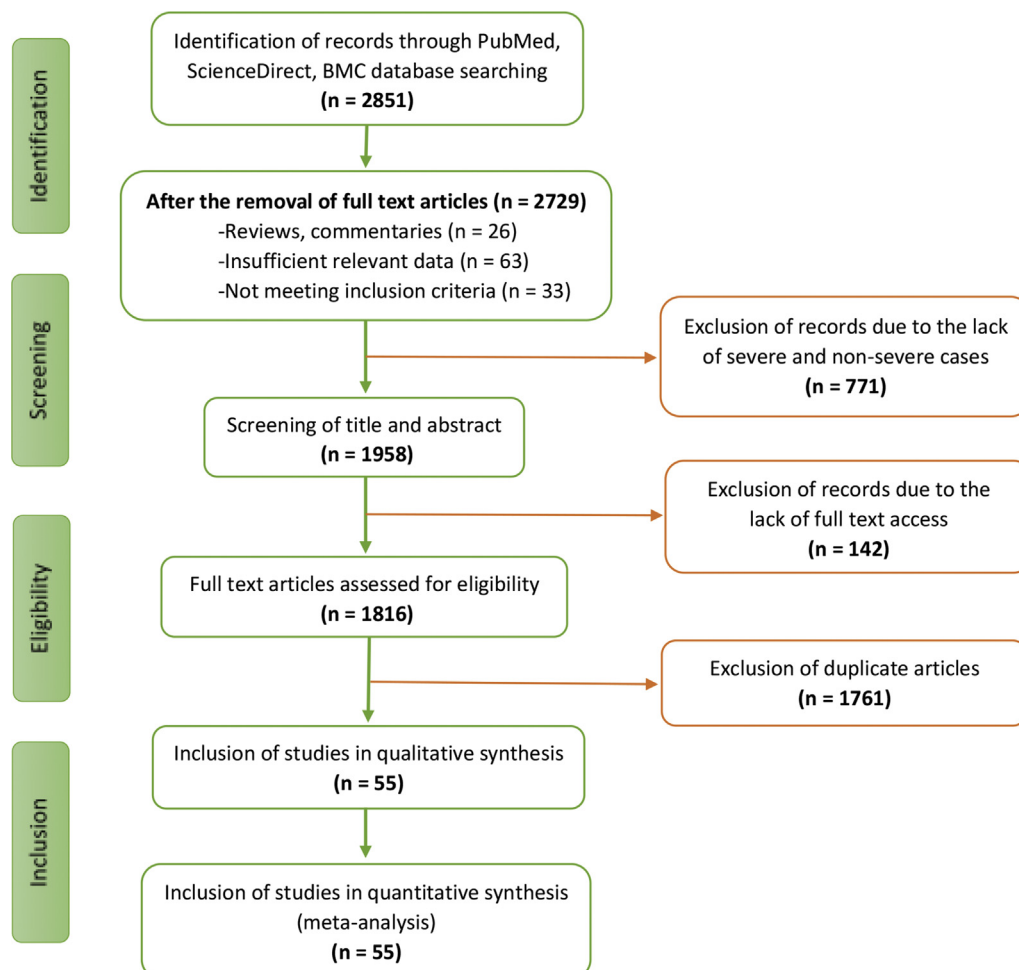 Identification
Identification of records through PubMed,
ScienceDirect, BMC database searching
(n = 2851)
After the removal of full text articles (n = 2729)
-Reviews, commentaries (n = 26)
-Insufficient relevant data (n = 63)
-Not meeting inclusion criteria (n = 33)
Screening
Exclusion of records due to the lack
of severe and non-severe cases
(n = 771)
Screening of title and abstract
(n = 1958)
Exclusion of records due to the
lack of full text access
(n = 142)
Eligibility
Full text articles assessed for eligibility
(n = 1816)
Exclusion of duplicate articles
(n = 1761)
Inclusion
Inclusion of studies in qualitative synthesis
(n = 55)
Inclusion of studies in quantitative synthesis
(meta-analysis)
(n = 55)